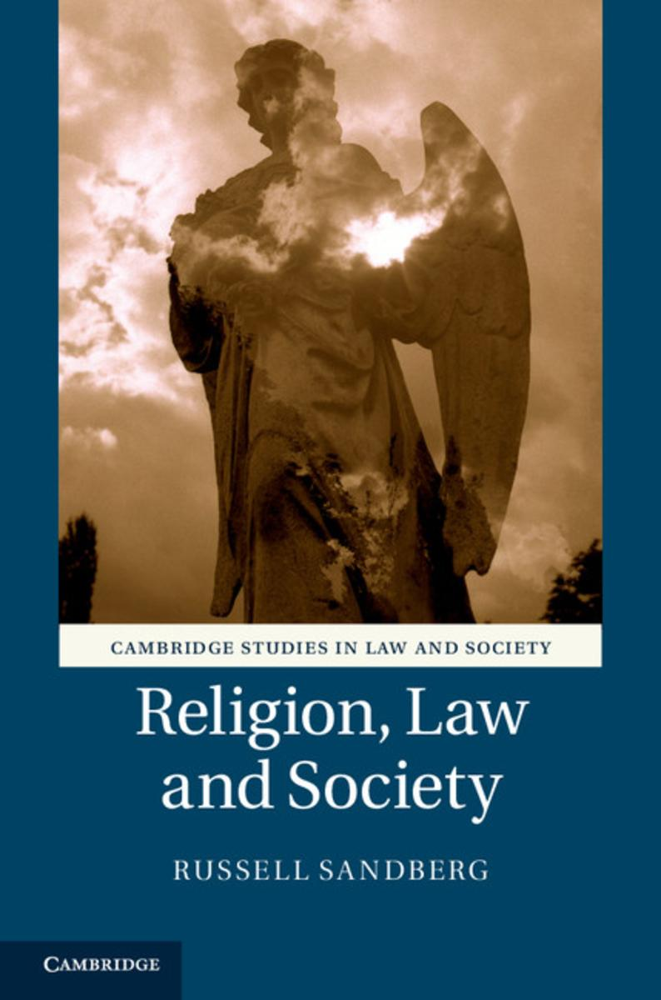 CAMBRIDGE STUDIES IN LAW AND SOCIETY
Religion, Law
and Society
RUSSELL SANDBERG
CAMBRIDGE